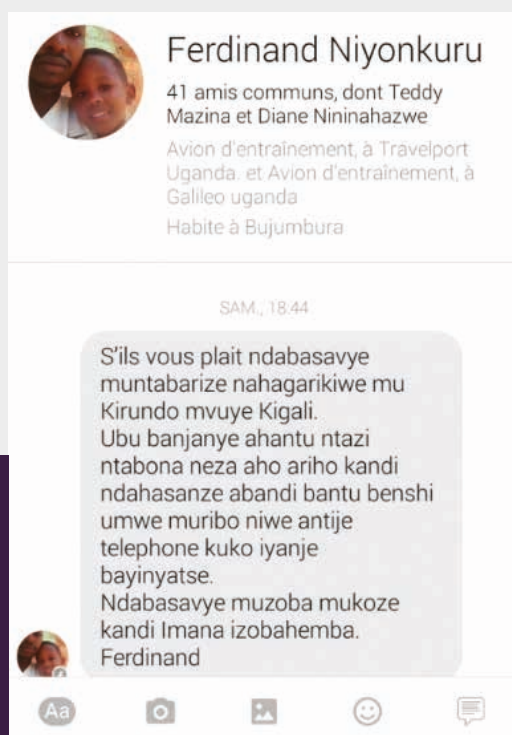 Ferdinand Niyonkuru
41 amis communs, dont Teddy
Mazina et Diane Nininahazwe
Avion d'entraînement, à Travelport
Uganda. et Avion d'entraînement, à
Galileo uganda
Habite à Bujumbura
SAM., 18:44
S'ils vous plait ndabasavye
muntabarize nahagarikiwe mu
Kirundo mvuye Kigali.
Ubu banjanye ahantu ntazi
ntabona neza aho ariho kandi
ndahasanze abandi bantu benshi
umwe muribo niwe antije
telephone kuko iyanje
bayinyatse.
Ndabasavye muzoba mukoze
kandi Imana izobahemba.
Ferdinand
Aa